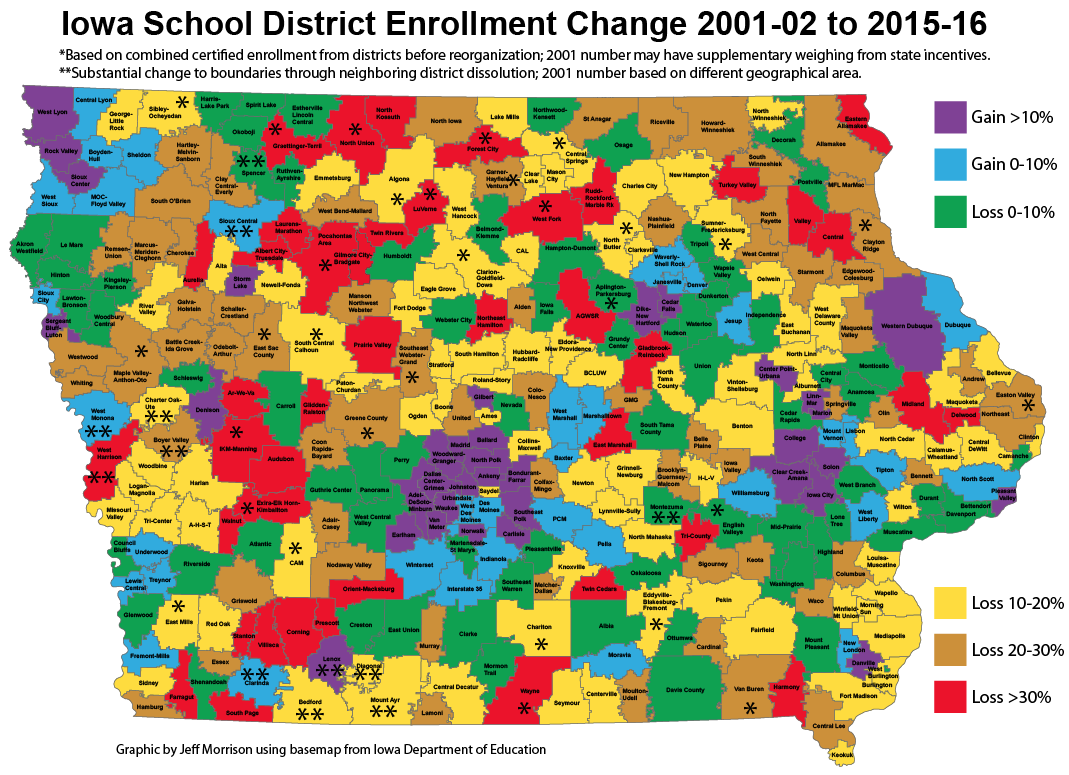 Iowa School District Enrollment Change 2001-02 to 2015-16
*Based on combined certified enrollment from districts before reorganization; 2001 number may have supplementary weighing from state incentives.
**Substantial change to boundaries through neighboring district dissolution; 2001 number based on different geographical area.
West Lyon
Central Lyon
George-
Little
Rock
Sibley-
Ocheyedan
*
Harris-
Lake Park
Spirit Lake
Okoboji
Estherville
Lincoln
Central
*
Graettinger-Terril
*
North Union
North
Kossuth
North Iowa
Lake Mills
Northwood-
Kensett
St Ansgar
Riceville
Howard-
Winneshiek
North
Winneshiek
Decorah
Eastern
Allamakee
Allamakee
Gain >10%
Gain 0-10%
Loss 0-10%
Rock Valley
Boyden-
Hull
Sheldon
Sioux
Center
West
Sioux
MOC-
Floyd Valley
Hartley-
Melvin-
Sanborn
South O'Brien
**
Spencer
Clay
Central-
Everly
Ruthven-
Ayrshire
Emmetsburg
Algona
*
*
Forest City
*
Central
Springs
Osage
Garner-
Hayfield-
Ventura
*
Clear
Lake
Mason
City
Charles City
New Hampton
South
Winneshiek
Turkey Valley
Postville
MFL MarMac
*
LuVerne
West
Hancock
Belmond-
Klemme
*
West Fork
Rudd-
Rockford-
Marble Rk
Nashua-
Plainfield
Sumner-
Fredericksburg
*
North
Fayette
Valley
Central
*
Clayton
Ridge
Sioux Central
**
Laurens-
Marathon
West Bend-Mallard
Pocahontas
Area
Twin Rivers
Humboldt
*
Gilmore City-
Bradgate
Albert City-
Truesdale
Akron
Westfield
Le Mars
Remsen-
Union
Marcus-
Meriden-
Cleghorn
Cherokee
Aurelia
Alta
Storm
Lake
Newell-Fonda
Hinton
Kingsley-
Pierson
*
Clarion-
Goldfield-
Dows
CAL
Hampton-Dumont
*
North
Butler
Clarksville
Tripoli
Waverly-
Shell Rock
Janesville
Denver
Wapsie
Valley
West Central
Starmont
Edgewood-
Colesburg
Oelwein
Sioux
City
Lawton-
Bronson
Sergeant
Bluff-
Luton
Woodbury
Central
River
Valley
Galva-
Holstein
Schaller-
Crestland
Manson
Northwest
Webster
Fort Dodge
Eagle Grove
Webster City
Northeast
Hamilton
Alden
Iowa
Falls
AGWSR
Aplington-
Parkersburg
*
Dike-
New
Hartford
Cedar
Falls
Dunkerton
Waterloo
Hudson
Jesup
Independence
East
Buchanan
West
Delaware
County
Maquoketa
Valley
Western Dubuque
Dubuque
Westwood
*
Battle Creek-
Ida Grove
Odebolt-
Arthur
*
East Sac
County
*
South Central
Calhoun
Prairie Valley
Southeast
Webster-
Grand
*
Stratford
South Hamilton
Hubbard-
Radcliffe
Eldora-
New Providence
Grundy
Center
Gladbrook-
Reinbeck
BCLUW
North
Tama
County
Union
Vinton-
Shellsburg
Center Point-
Urbana
North Linn
Central
City
Alburnett
Monticello
Anamosa
Bellevue
Andrew
Whiting
Maple Valley-
Anthon-Oto
Schleswig
Charter Oak-
Ute
**
Denison
Ar-We-Va
Carroll
Glidden-
Ralston
Paton-
Churdan
Greene County
*
Ogden
Boone
United
Gilbert
Ames
Roland-Story
Nevada
Colo-
Nesco
West
Marshall
Marshalltown
GMG
East Marshall
South Tama
County
Benton
Belle
Plaine
Cedar
Rapids
Linn-
Mar
Marion
Springville
Olin
Midland
Maquoketa
Delwood
Northeast
Easton Valley
*
West
Monona
**
Boyer Valley
**
*
IKM-Manning
Audubon
Coon
Rapids-
Bayard
Perry
Woodward-
Granger
Madrid
Ballard
North Polk
Collins-
Maxwell
Baxter
College
Mount
Vernon
Lisbon
North Cedar
Calamus-
Wheatland
Central
DeWitt
Clinton
Camanche
West
Harrison
**
Woodbine
Logan-
Magnolia
Harlan
Guthrie Center
Panorama
Dallas
Center-
Grimes
Johnston
Ankeny
Saydel
Bondurant-
Farrar
Collax-
Mingo
Newton
Grinnell-
Newburg
Brooklyn-
Guernsey-
Malcom
H-L-V
Iowa
Valley
Williamsburg
Clear Creek-
Amana
Solon
Iowa City
West Branch
Tipton
Bennett
North Scott
Pleasant
Valley
Missouri
Valley
Tri-Center
A-H-S-T
Walnut
*
Exira-Elk Horn-
Kimballton
Adair-
Casey
West Central
Valley
Adel-
DeSoto-
Minburn
Waukee
Urbandale
West
Des
Moines
Des
Moines
Southeast
Polk
PCM
Lynnville-Sully
Montezuma
**
*
English
Valleys
Mid-Prairie
Lone
Tree
West
Liberty
Wilton
Durant
Bettendorf
Davenport
Muscatine
Council
Bluffs
Underwood
Atlantic
*
CAM
Earlham
Van
Meter
Norwalk
Carlisle
Martensdale-
St Marys
Indianola
Pleasantville
Pella
North Mahaska
Tri-County
Highland
Louisa-
Muscatine
Lewis
Central
Treynor
Riverside
Griswold
Nodaway Valley
Winterset
Interstate 35
Southeast
Warren
Melcher-
Dallas
Knoxville
Twin Cedars
Oskaloosa
Sigourney
Keota
Washington
Columbus
Wapello
Loss 10-20%
Loss 20-30%
Loss >30%
Glenwood
*
East Mills
Red Oak
Stanton
Villisca
Corning
Orient-Macksburg
Prescott
Creston
East Union
Murray
Clarke
Chariton
*
Albia
Eddyville-
Blakesburg-
Fremont
*
Ottumwa
Pekin
Cardinal
Fairfield
Waco
Mount
Pleasant
Winfield-
Mt Union
Morning
Sun
Mediapolis
New
London
Danville
West
Burlington
Burlington
Fremont-Mills
Essex
Sidney
Shenandoah
**
Clarinda
Lenox
**
Diagonal
**
Mormon
Trail
Central Decatur
Wayne
*
Moravia
Centerville
Seymour
Moulton-
Udell
Davis County
Van Buren
*
Harmony
Fort Madison
Hamburg
Farragut
South Page
Bedford
**
Mount Ayr
**
Lamoni
Central Lee
Keokuk
Graphic by Jeff Morrison using basemap from Iowa Department of Education